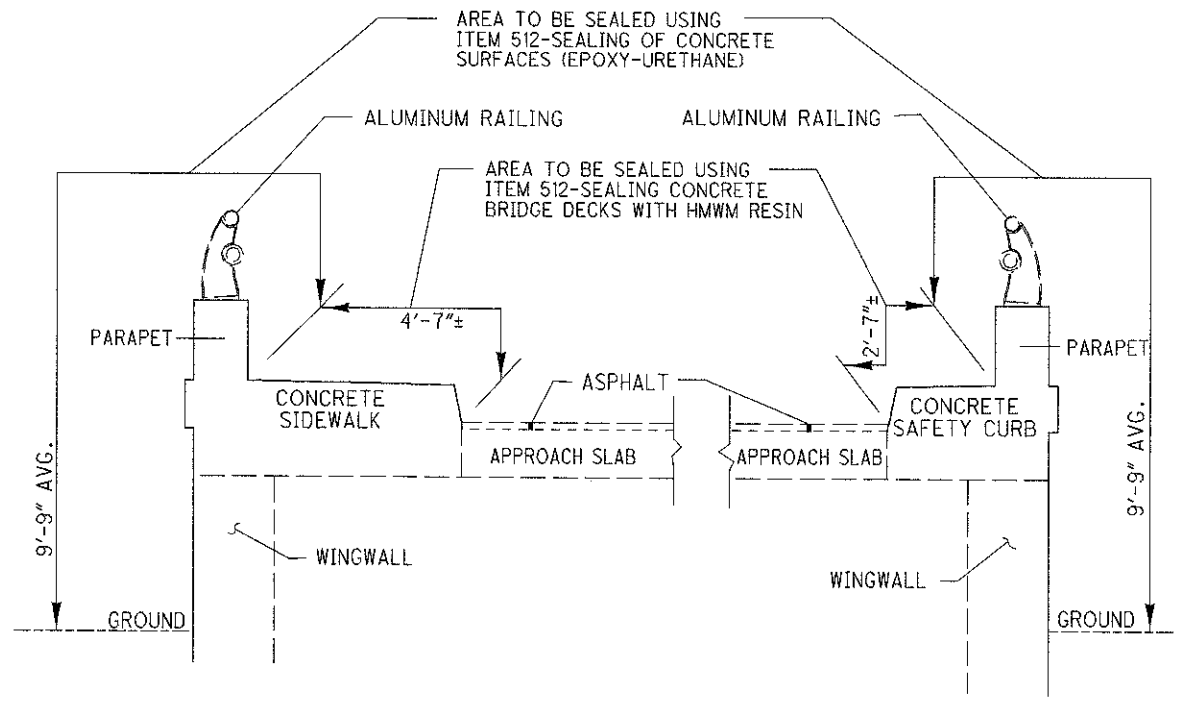 AREA TO BE SEALED USING
ITEM 512-SEALING OF CONCRETE
SURFACES (EPOXY-URETHANE)
ALUMINUM RAILING
ALUMINUM RAILING
AREA TO BE SEALED USING
ITEM 512-SEALING CONCRETE
BRIDGE DECKS WITH HMWM RESIN
4'-7"±
2'-7"±
PARAPET
PARAPET
ASPHALT
CONCRETE
SIDEWALK
CONCRETE
SAFETY CURB
APPROACH SLAB
APPROACH SLAB
9'-9" AVG.
9'-9" AVG.
WINGWALL
WINGWALL
GROUND
GROUND